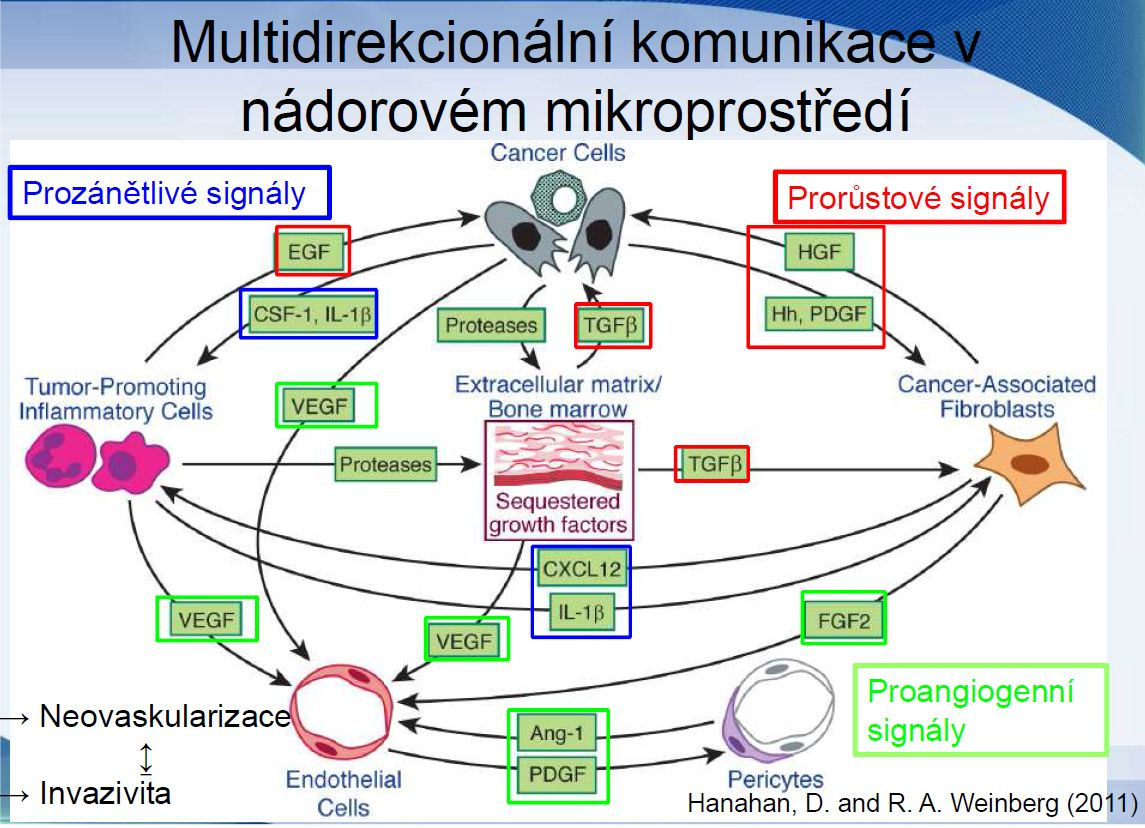 Multidirekcionální komunikace v
nádorovém mikroprostředí
Cancer Cells
Prozánětlivé signály
Prorůstové signály
EGF
HGF
CSF-1, IL-1β
Proteases
TGFβ
Hh, PDGF
Tumor-Promoting
Inflammatory Cells
VEGF
Extracellular matrix/
Bone marrow
Cancer-Associated
Fibroblasts
Proteases
TGFβ
Sequestered
growth factors
CXCL12
IL-1β
VEGF
VEGF
FGF2
Proangiogenní
signály
→ Neovaskularizace
↕
→ Invazivita
Ang-1
PDGF
Endothelial
Cells
Pericytes
Hanahan, D. and R. A. Weinberg (2011)